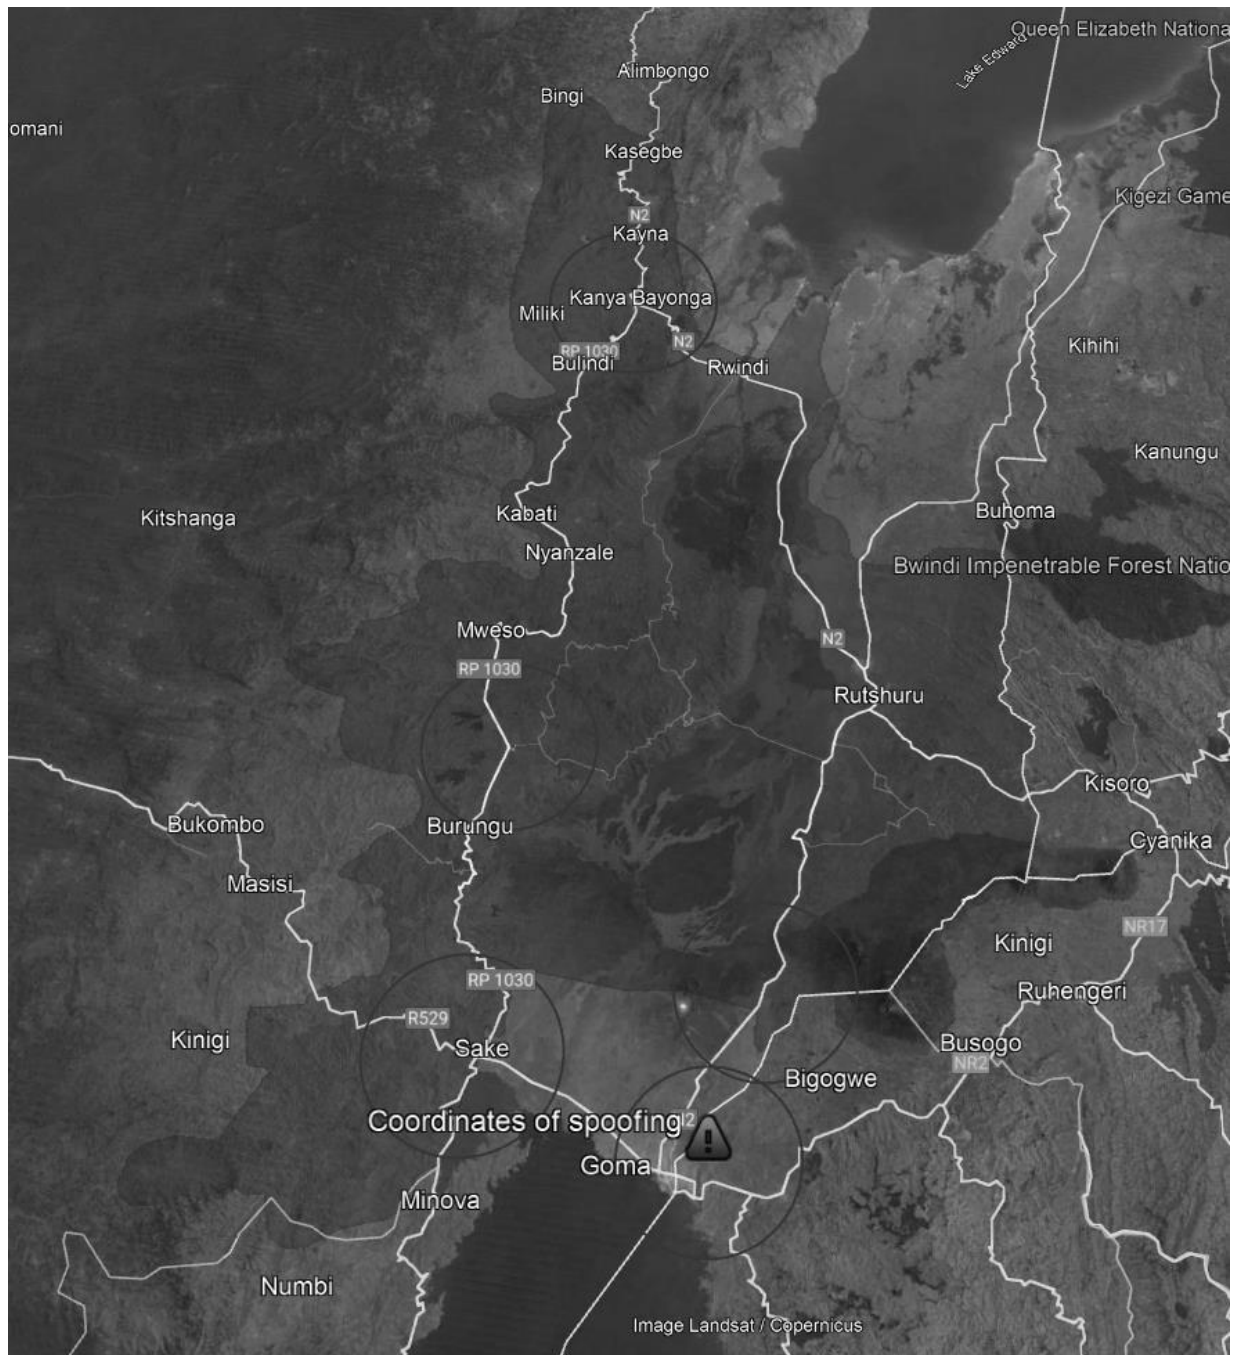 Queen Elizabeth Nationa
Lake Edward
Alimbongo
Bingi
omani
Kasegbe
Kigezi Game
N2
Kayna
Kanya Bayonga
Miliki
N2
RP 1030
Kihihi
Bulindi
Rwindi
Kanungu
Kabati
Buhoma
Kitshanga
Nyanzale
Bwindi Impenetrable Forest Natio
Mweso
N2
RP 1030
Rutshuru
Kisoro
Bukombo
Burungu
Cyanika
Masisi
NR17
Kinigi
RP 1030
Ruhengeri
R529
Kinigi
Sake
Busogo
NR2
Bigogwe
Coordinates of spoofing
N2
Goma
Minova
Numbi
Image Landsat / Copernicus